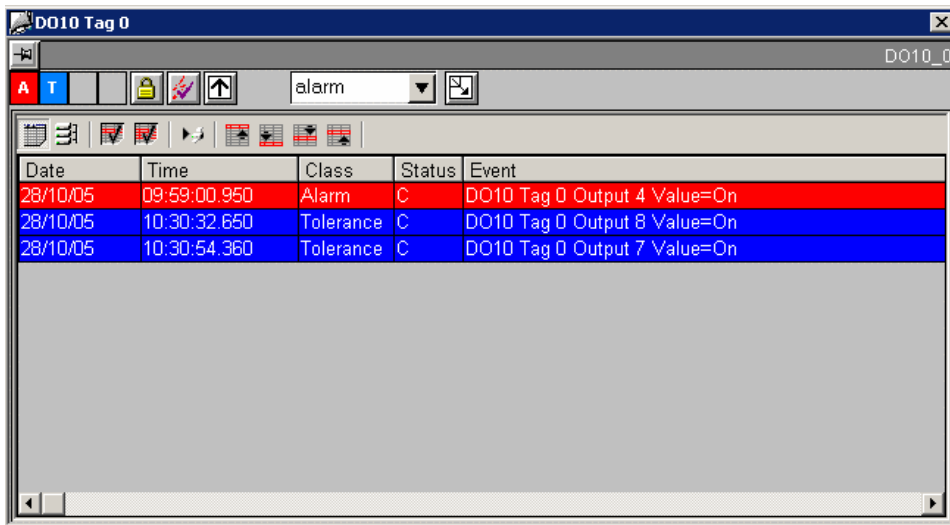 DO10 Tag 0
DO10_0
A T alarm
Date Time Class Status Event
28/10/05 09:59:00.950 Alarm C DO10 Tag 0 Output 4 Value=On
28/10/05 10:30:32.650 Tolerance C DO10 Tag 0 Output 8 Value=On
28/10/05 10:30:54.360 Tolerance C DO10 Tag 0 Output 7 Value=On